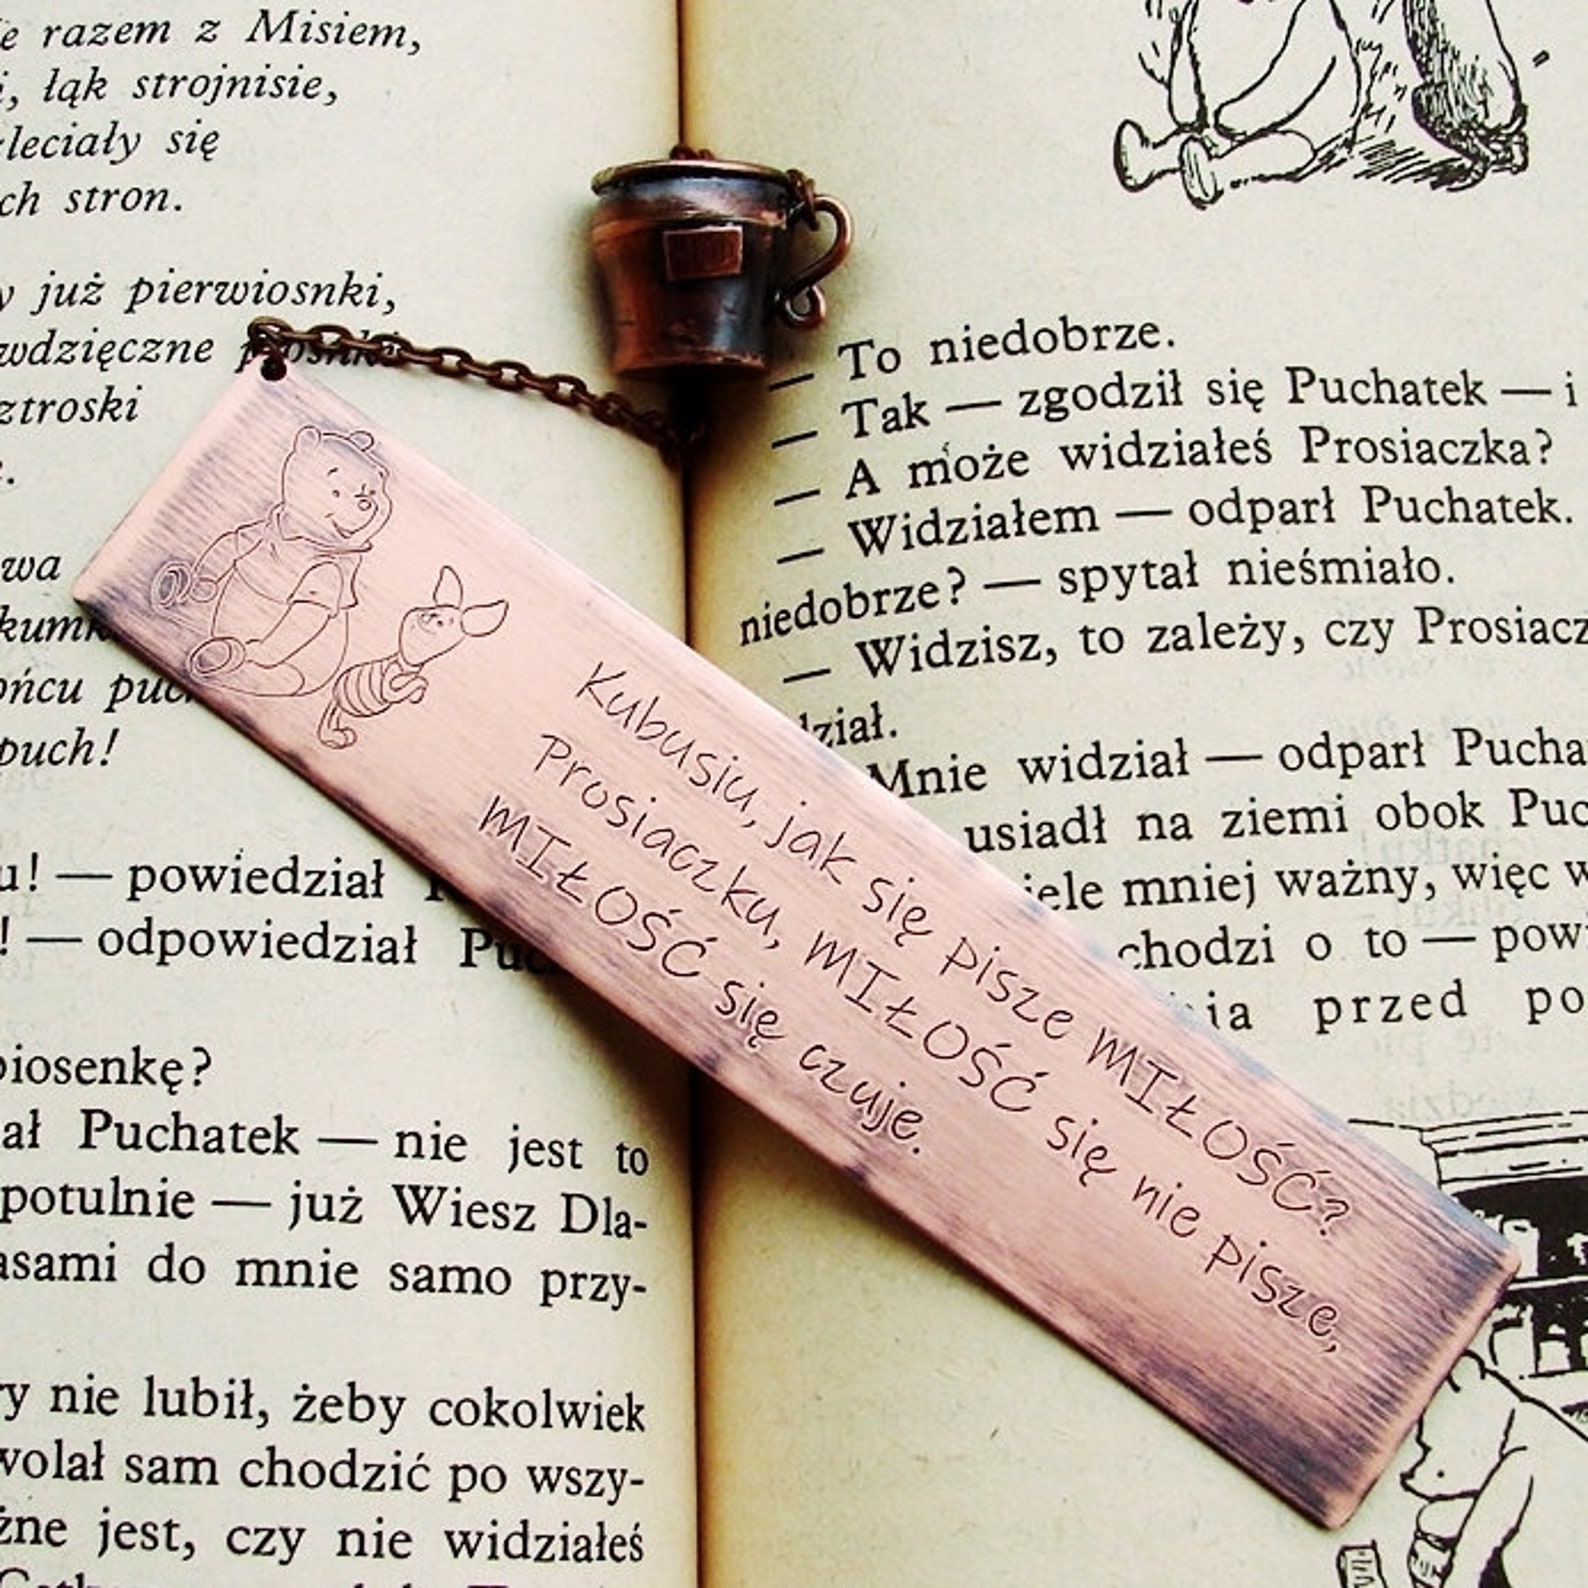 razem z Misiem,
łąk strojnisie,
się
stron.
już pierwiosnki,
wdzięczne
puch!
— powiedział
! — odpowiedział
piosenkę?
Puchatek — nie jest to
potulnie — już Wiesz Dla-
do mnie samo przy-
nie lubił, żeby cokolwiek
sam chodzić po wszy-
jest, czy nie widziałeś
— To niedobrze.
— Tak — zgodził się Puchatek — i
— A może widziałeś Prosiaczka?
— Widziałem — odparł Puchatek.
niedobrze? — spytał nieśmiało.
— Widzisz, to zależy, czy
Mnie widział — odparł
usiadł na ziemi obok
mniej ważny, więc
chodzi o to —
przed
Kubusiu, jak się pisze MIŁOŚĆ?
Prosiaczku, MIŁOŚĆ się nie pisze,
MIŁOŚĆ się czuje.